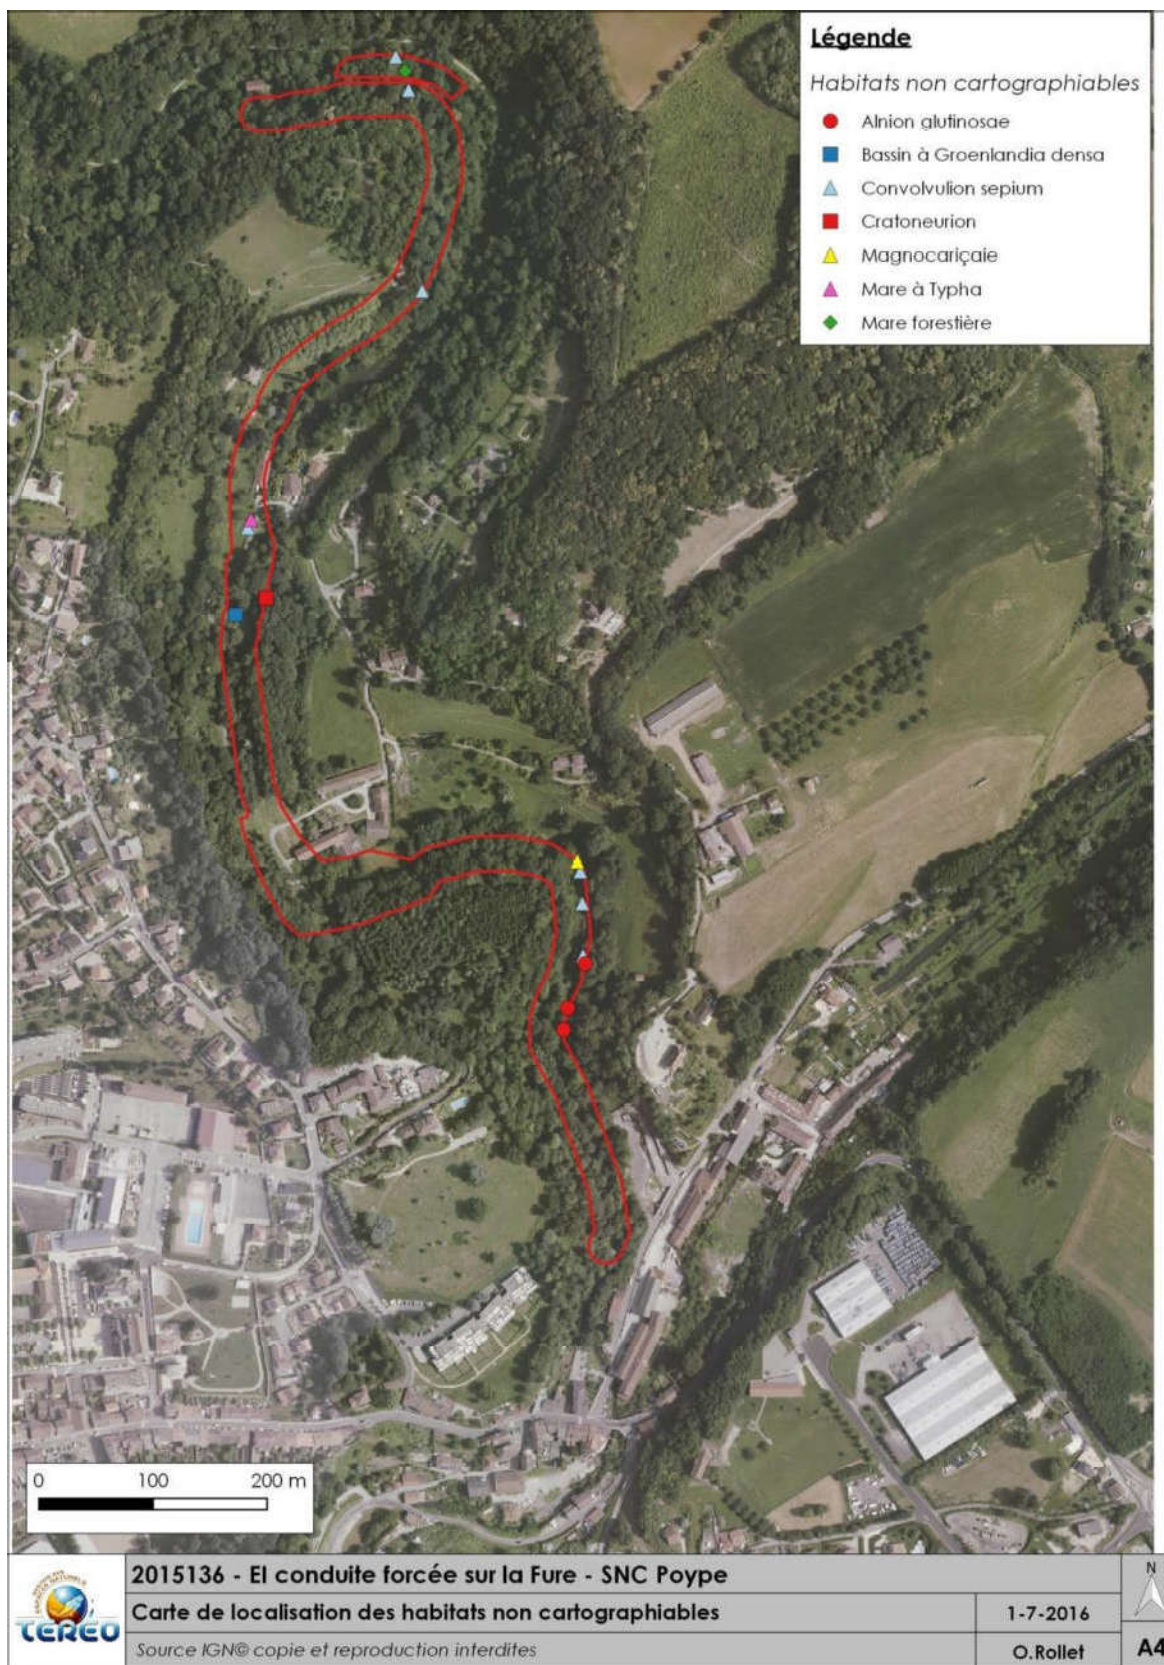 Légende
Habitats non cartographiables
Alnion glutinosae
Bassin à Groenlandia densa
Convolvulion sepium
Cratoneurion
Magnocariçaie
Mare à Typha
Mare forestière
0 100 200 m
TEREO
2015136 - EI conduite forcée sur la Fure - SNC Poype
Carte de localisation des habitats non cartographiables
1-7-2016
Source IGN© copie et reproduction interdites
O.Rollet
N
A4